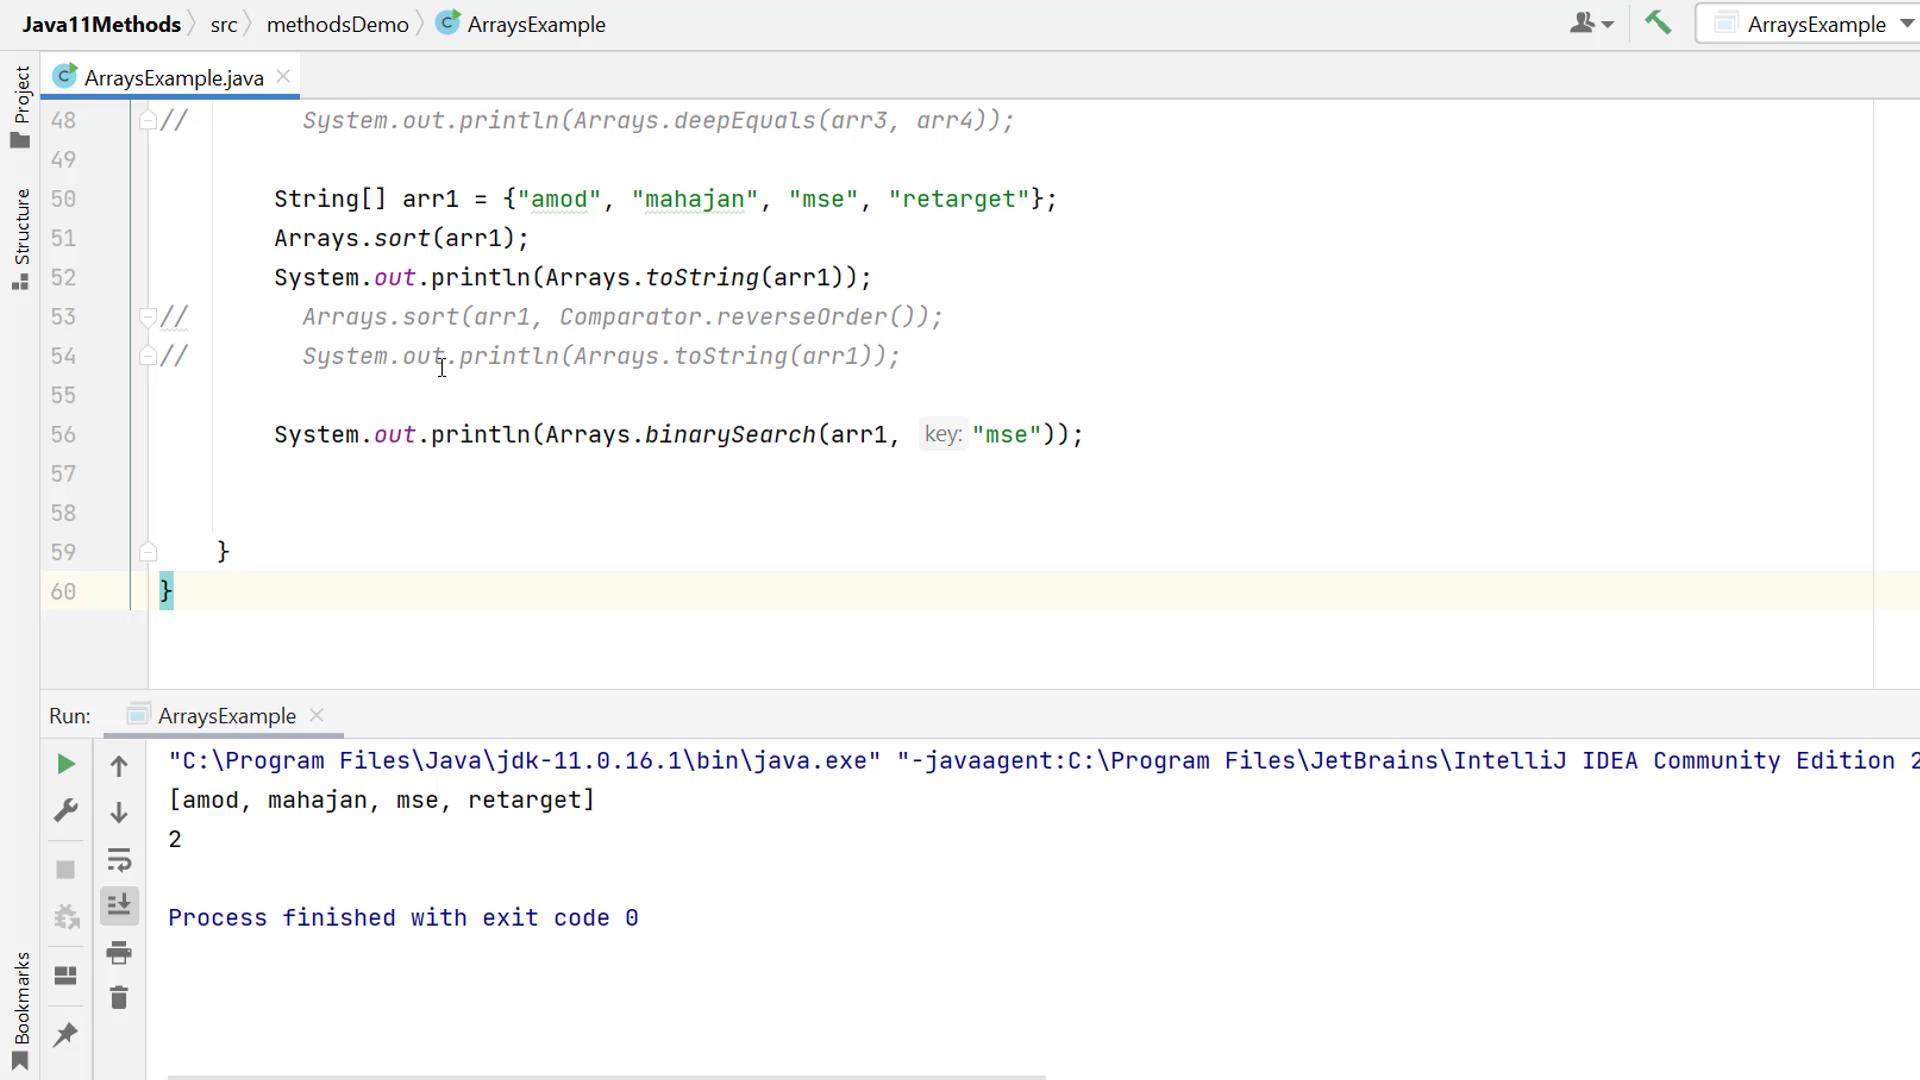 Java11Methods src methodsDemo ArraysExample ArraysExample
ArraysExample.java
Project
Structure
Bookmarks
48 // System.out.println(Arrays.deepEquals(arr3, arr4));
49
50 String[] arr1 = {"amod", "mahajan", "mse", "retarget"};
51 Arrays.sort(arr1);
52 System.out.println(Arrays.toString(arr1));
53 // Arrays.sort(arr1, Comparator.reverseOrder());
54 // System.out.println(Arrays.toString(arr1));
55
56 System.out.println(Arrays.binarySearch(arr1, key: "mse"));
57
58
59 }
60 }
Run: ArraysExample
"C:\Program Files\Java\jdk-11.0.16.1\bin\java.exe" "-javaagent:C:\Program Files\JetBrains\IntelliJ IDEA Community Edition 2
[amod, mahajan, mse, retarget]
2
Process finished with exit code 0